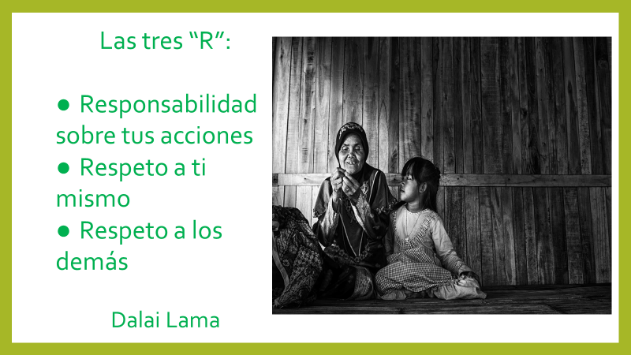 Las tres “R”:
● Responsabilidad
sobre tus acciones
● Respeto a ti
mismo
● Respeto a los
demás
Dalai Lama